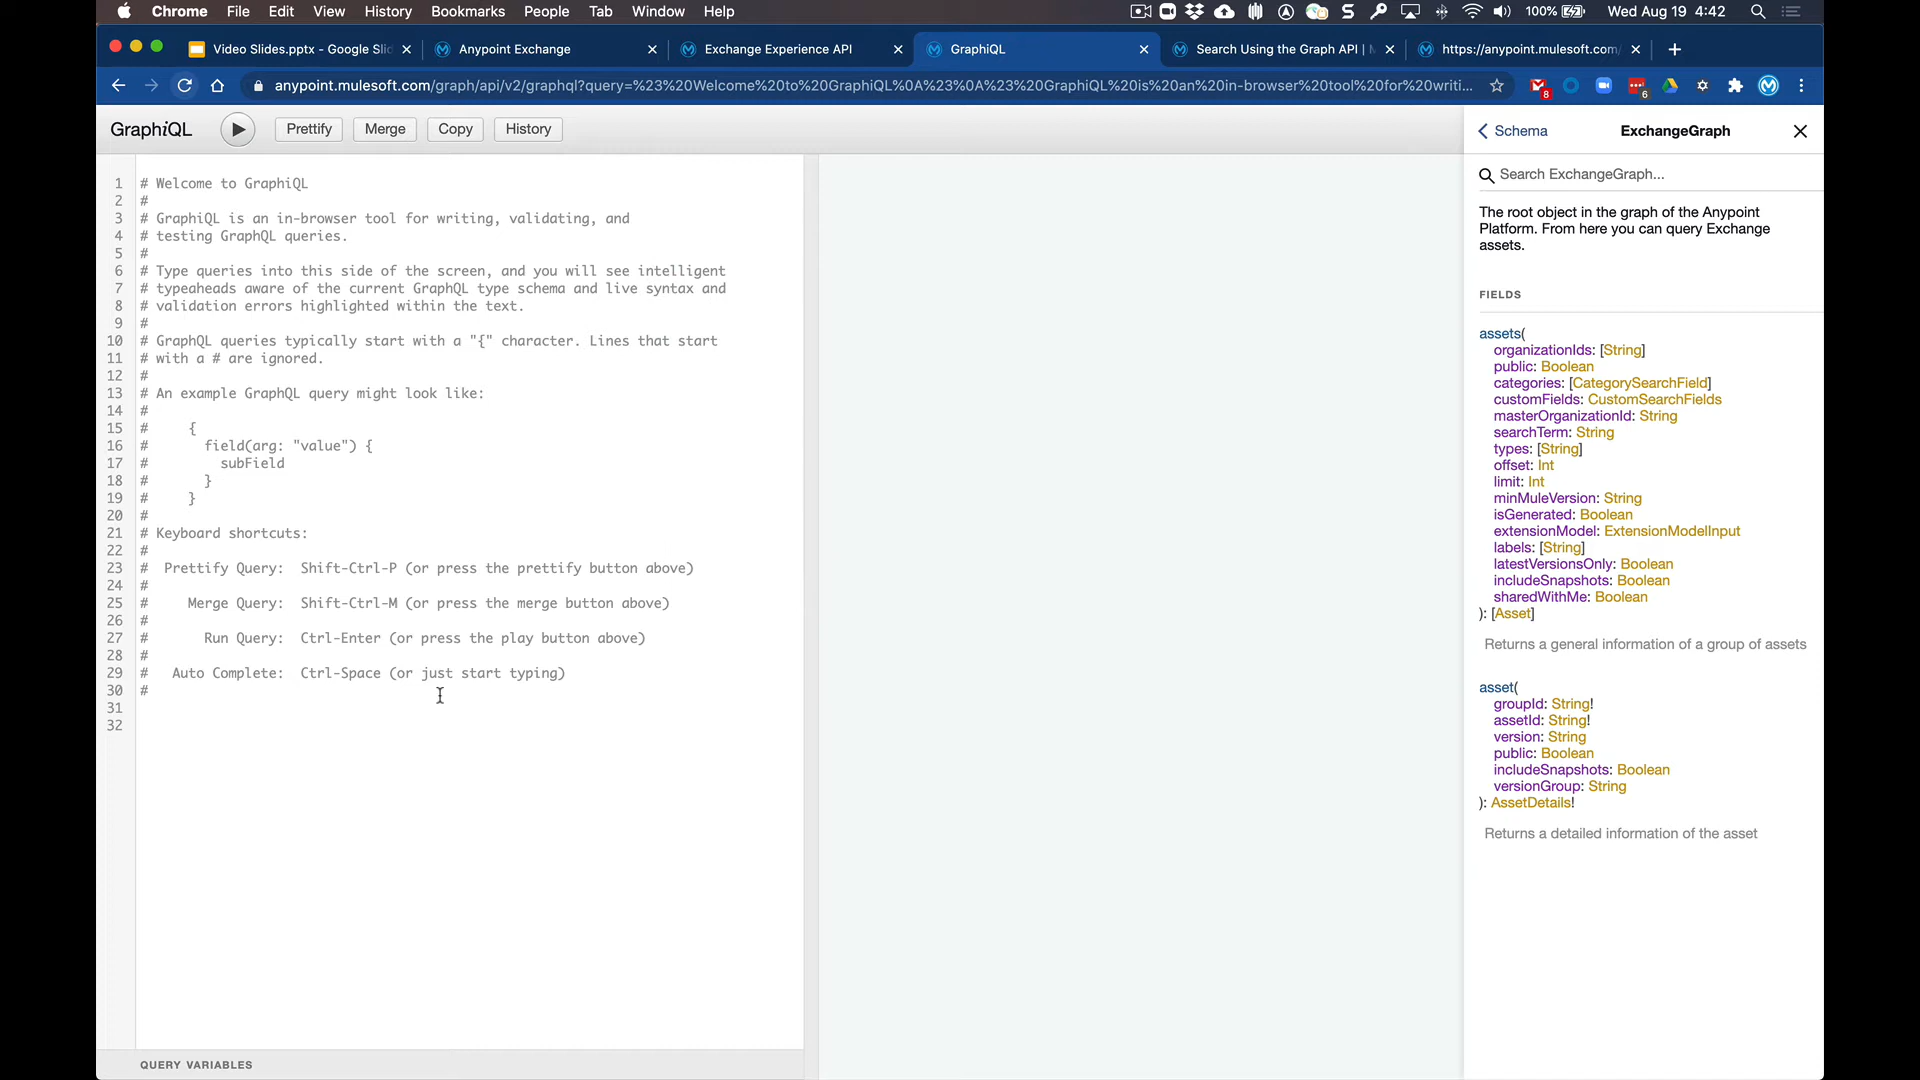 Chrome File Edit View History Bookmarks People Tab Window Help 100% Wed Aug 19 4:42
Video Slides.pptx - Google Slid Anypoint Exchange Exchange Experience API GraphiQL Search Using the Graph API | https://anypoint.mulesoft.com/
anypoint.mulesoft.com/graph/api/v2/graphql?query=%23%20Welcome%20to%20GraphiQL%0A%23%0A%23%20GraphiQL%20is%20an%20in-browser%20tool%20for%20writi... 8 6
GraphiQL Prettify Merge Copy History
1 # Welcome to GraphiQL
2 #
3 # GraphiQL is an in-browser tool for writing, validating, and
4 # testing GraphQL queries.
5 #
6 # Type queries into this side of the screen, and you will see intelligent
7 # typeaheads aware of the current GraphQL type schema and live syntax and
8 # validation errors highlighted within the text.
9 #
10 # GraphQL queries typically start with a "{" character. Lines that start
11 # with a # are ignored.
12 #
13 # An example GraphQL query might look like:
14 #
15 # {
16 # field(arg: "value") {
17 # subField
18 # }
19 # }
20 #
21 # Keyboard shortcuts:
22 #
23 # Prettify Query: Shift-Ctrl-P (or press the prettify button above)
24 #
25 # Merge Query: Shift-Ctrl-M (or press the merge button above)
26 #
27 # Run Query: Ctrl-Enter (or press the play button above)
28 #
29 # Auto Complete: Ctrl-Space (or just start typing)
30 #
31
32
QUERY VARIABLES
Schema ExchangeGraph
Search ExchangeGraph...
The root object in the graph of the Anypoint
Platform. From here you can query Exchange
assets.
FIELDS
assets(
organizationIds: [String]
public: Boolean
categories: [CategorySearchField]
customFields: CustomSearchFields
masterOrganizationId: String
searchTerm: String
types: [String]
offset: Int
limit: Int
minMuleVersion: String
isGenerated: Boolean
extensionModel: ExtensionModelInput
labels: [String]
latestVersionsOnly: Boolean
includeSnapshots: Boolean
sharedWithMe: Boolean
): [Asset]
Returns a general information of a group of assets
asset(
groupId: String!
assetId: String!
version: String
public: Boolean
includeSnapshots: Boolean
versionGroup: String
): AssetDetails!
Returns a detailed information of the asset